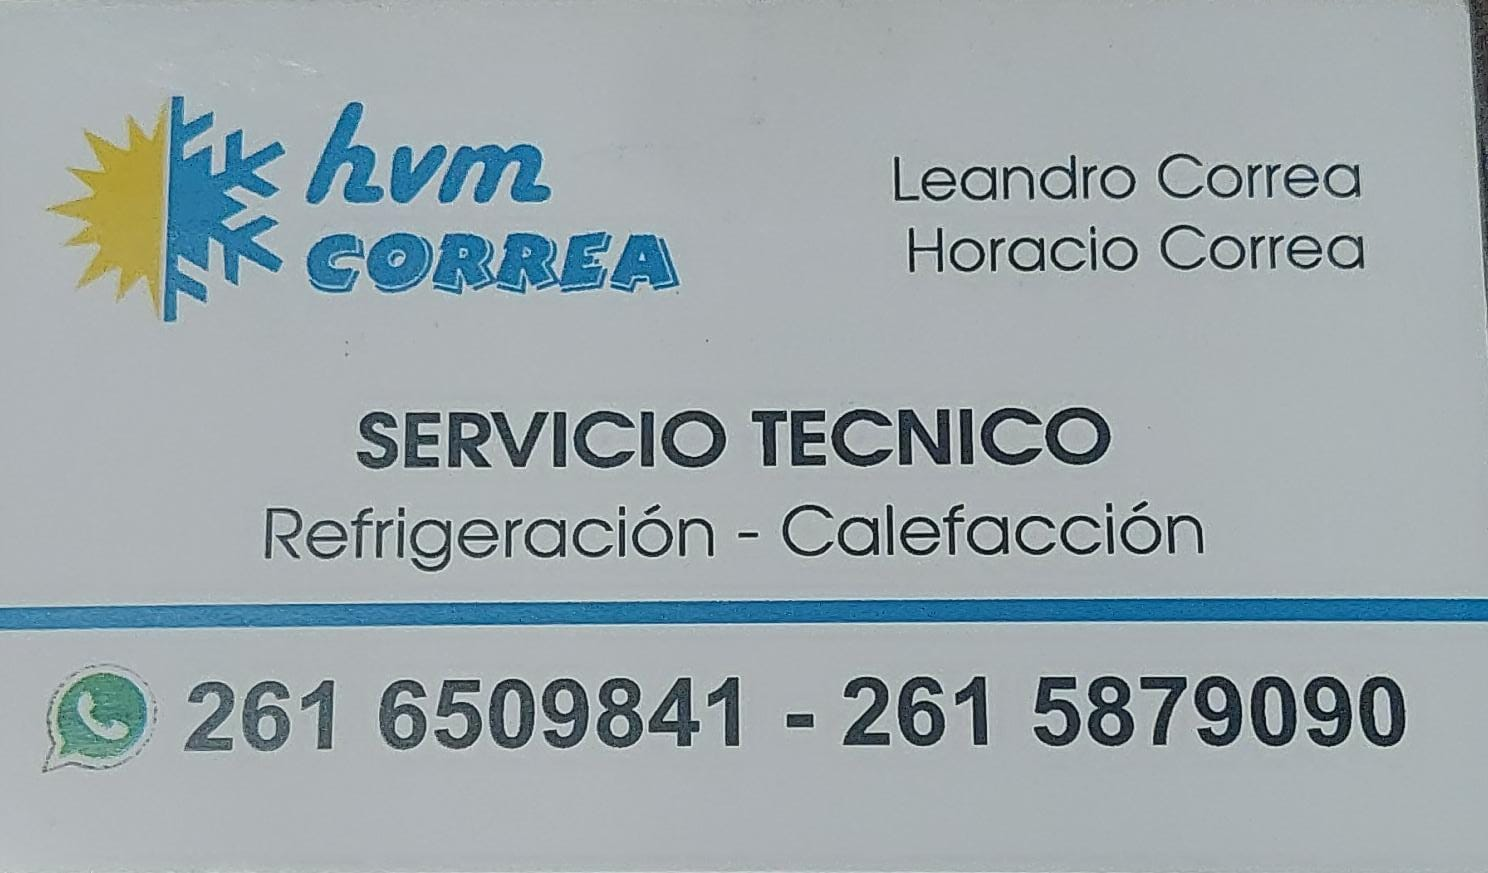 hvm
CORREA
Leandro Correa
Horacio Correa
SERVICIO TECNICO
Refrigeración - Calefacción
261 6509841 - 261 5879090